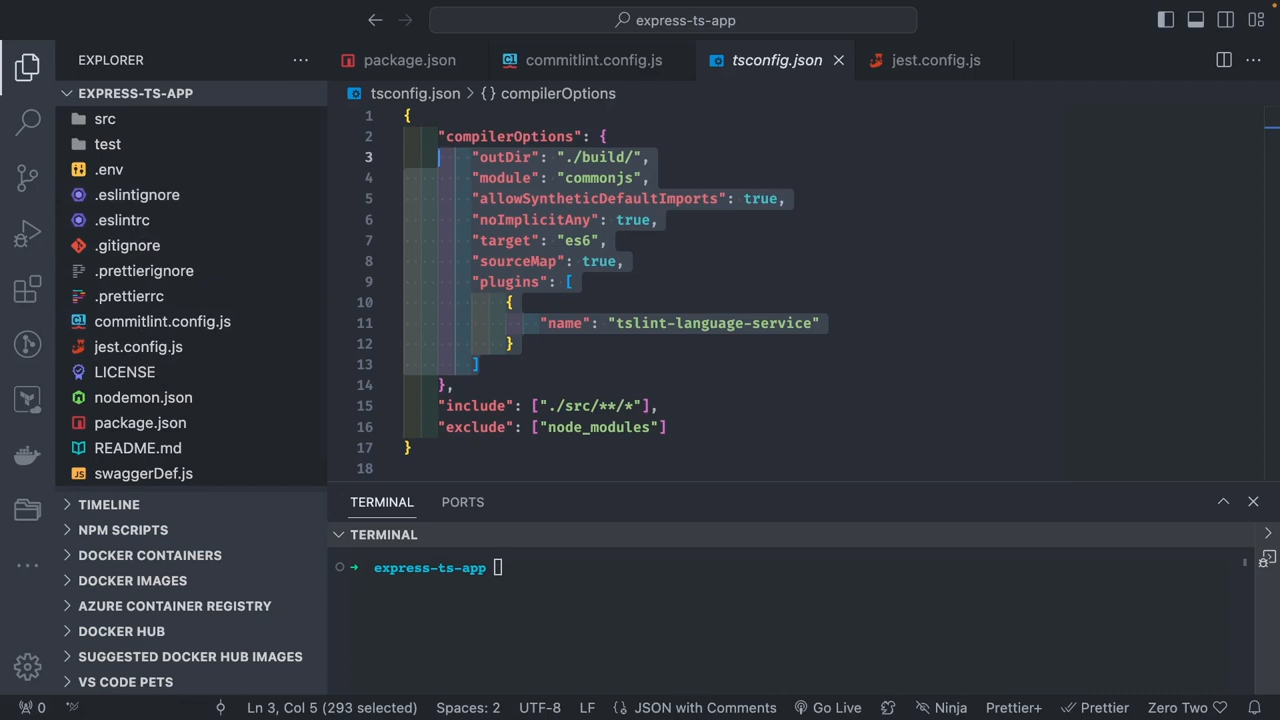 express-ts-app
EXPLORER
package.json
commitlint.config.js
tsconfig.json
jest.config.js
EXPRESS-TS-APP
tsconfig.json > {} compilerOptions
src
test
.env
.eslintignore
.eslintrc
.gitignore
.prettierignore
.prettierrc
commitlint.config.js
jest.config.js
LICENSE
nodemon.json
package.json
README.md
swaggerDef.js
TIMELINE
NPM SCRIPTS
DOCKER CONTAINERS
DOCKER IMAGES
AZURE CONTAINER REGISTRY
DOCKER HUB
SUGGESTED DOCKER HUB IMAGES
VS CODE PETS
1 {
2 "compilerOptions": {
3 "outDir": "./build/",
4 "module": "commonjs",
5 "allowSyntheticDefaultImports": true,
6 "noImplicitAny": true,
7 "target": "es6",
8 "sourceMap": true,
9 "plugins": [
10 {
11 "name": "tslint-language-service"
12 }
13 ]
14 },
15 "include": ["./src/**/*"],
16 "exclude": ["node_modules"]
17 }
18
TERMINAL PORTS
TERMINAL
→ express-ts-app
0 Ln 3, Col 5 (293 selected) Spaces: 2 UTF-8 LF {} JSON with Comments Go Live Ninja Prettier+ Prettier Zero Two